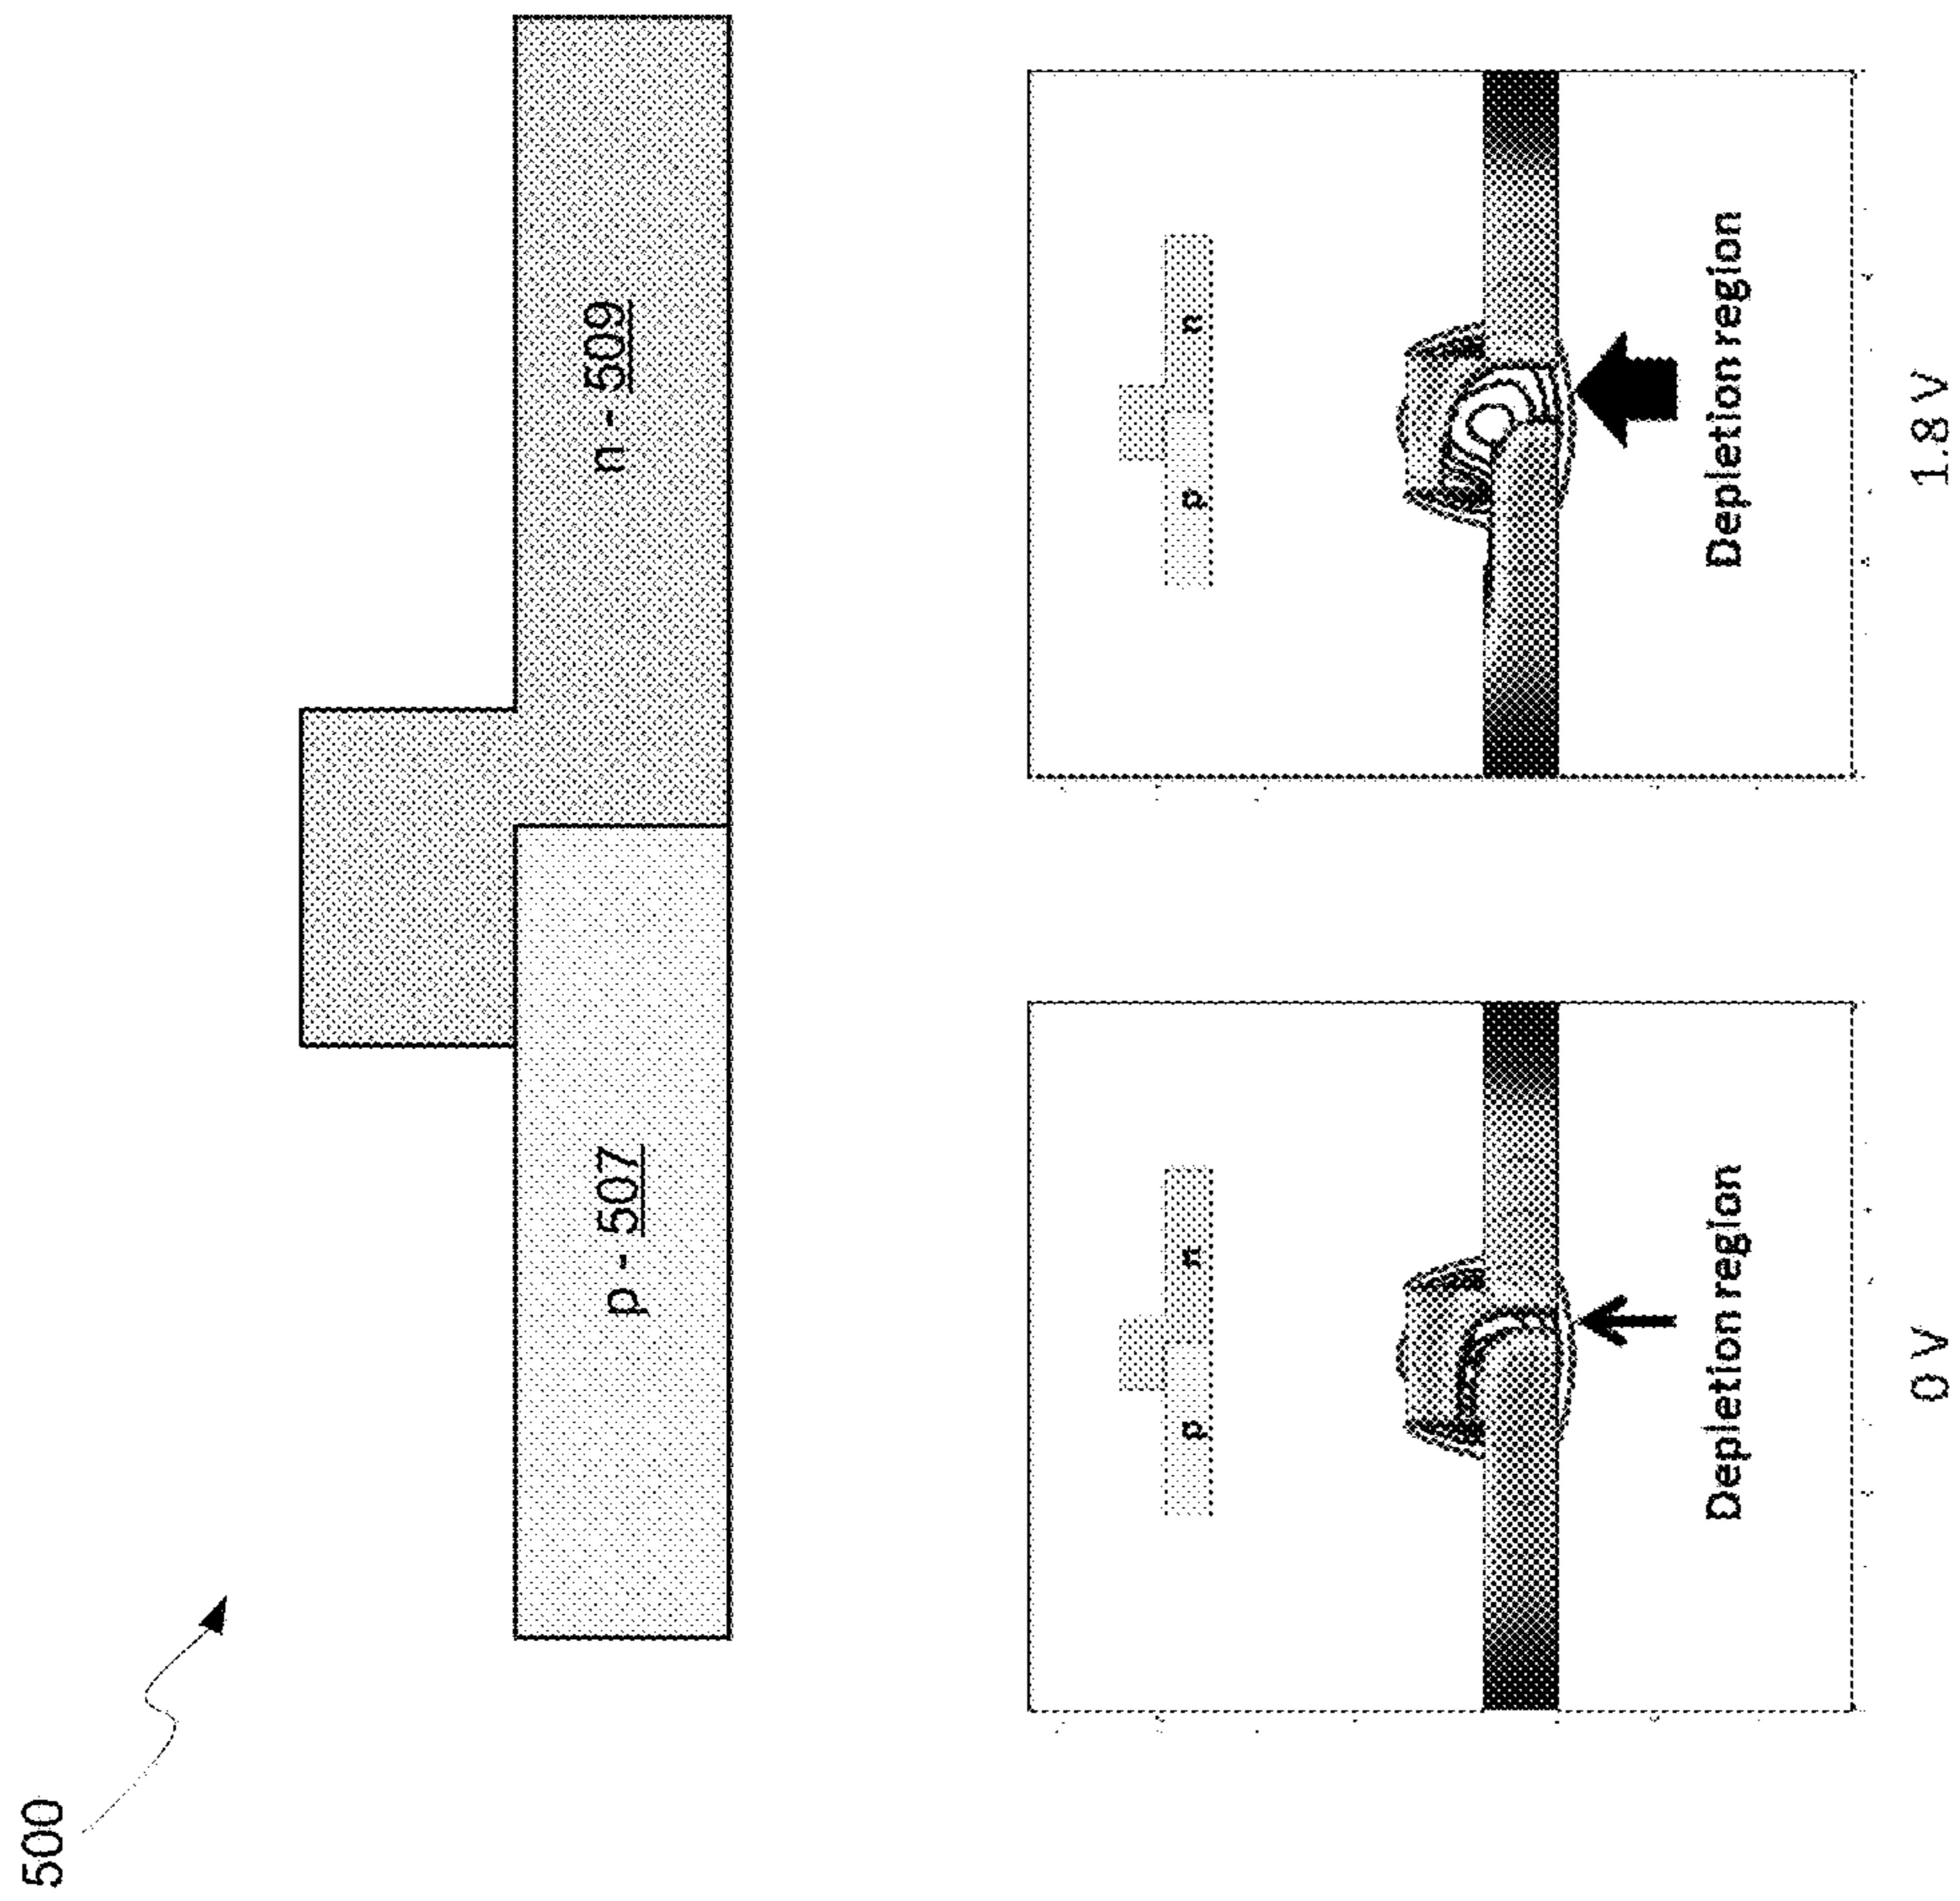 500
p - 507
n - 509
p
n
Depletion region
0 V
p
n
Depletion region
1.8 V